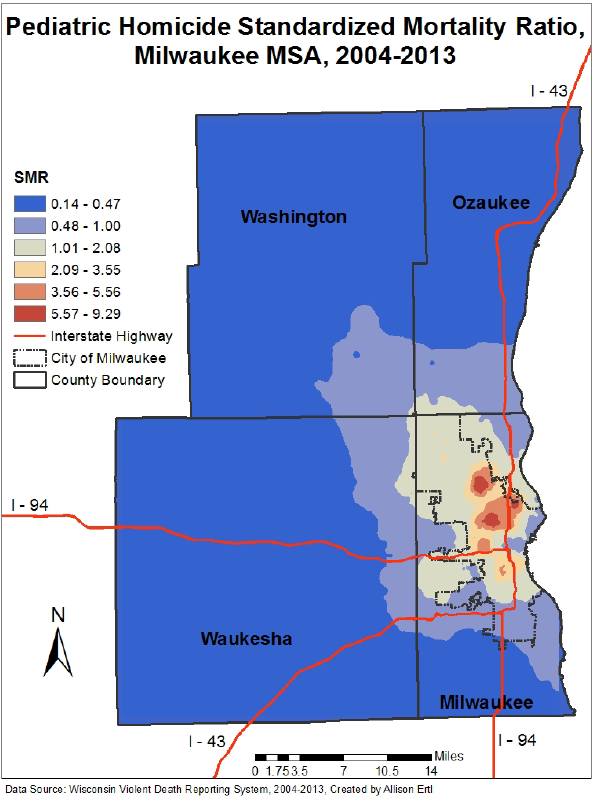 Pediatric Homicide Standardized Mortality Ratio,
Milwaukee MSA, 2004-2013
I - 43
SMR
0.14 - 0.47
0.48 - 1.00
1.01 - 2.08
2.09 - 3.55
3.56 - 5.56
5.57 - 9.29
Interstate Highway
City of Milwaukee
County Boundary
Washington
Ozaukee
I - 94
N
Waukesha
Milwaukee
I - 43
I - 94
Miles
0 1.75 3.5 7 10.5 14
Data Source: Wisconsin Violent Death Reporting System, 2004-2013, Created by Allison Ertl